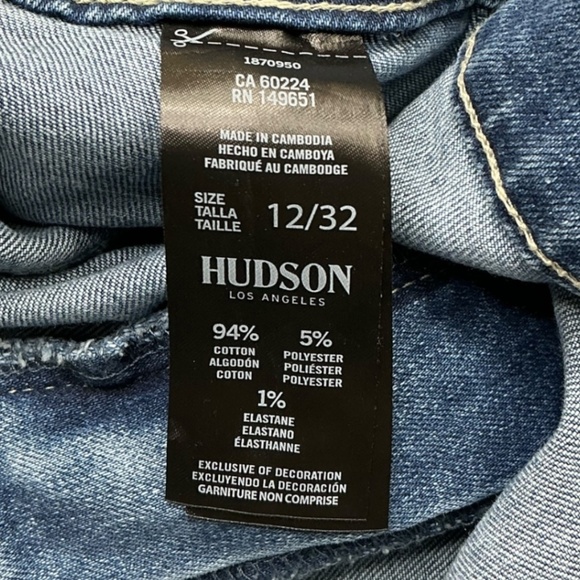 1870950
CA 60224
RN 149651
MADE IN CAMBODIA
HECHO EN CAMBOYA
FABRIQUÉ AU CAMBODGE
SIZE
TALLA
TAILLE
12/32
HUDSON
LOS ANGELES
94% 5%
COTTON POLYESTER
ALGODÓN POLIÉSTER
COTON POLYESTER
1%
ELASTANE
ELASTANO
ÉLASTHANNE
EXCLUSIVE OF DECORATION
EXCLUYENDO LA DECORACIÓN
GARNITURE NON COMPRISE